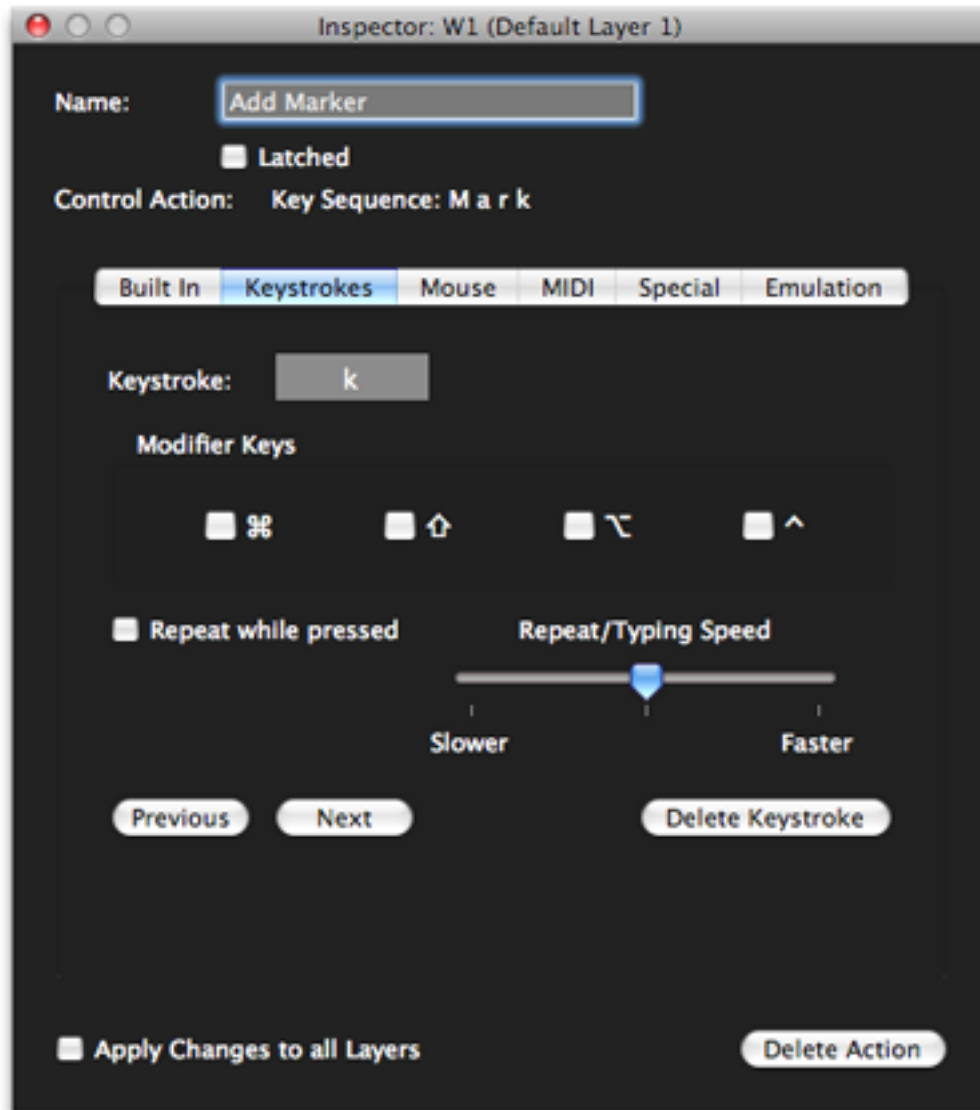 Inspector: W1 (Default Layer 1)
Name: Add Marker
Latched
Control Action: Key Sequence: M a r k
Built In Keystrokes Mouse MIDI Special Emulation
Keystroke: k
Modifier Keys
⌘ ⇧ ⌥ ^
Repeat while pressed Repeat/Typing Speed
Slower Faster
Previous Next Delete Keystroke
Apply Changes to all Layers Delete Action